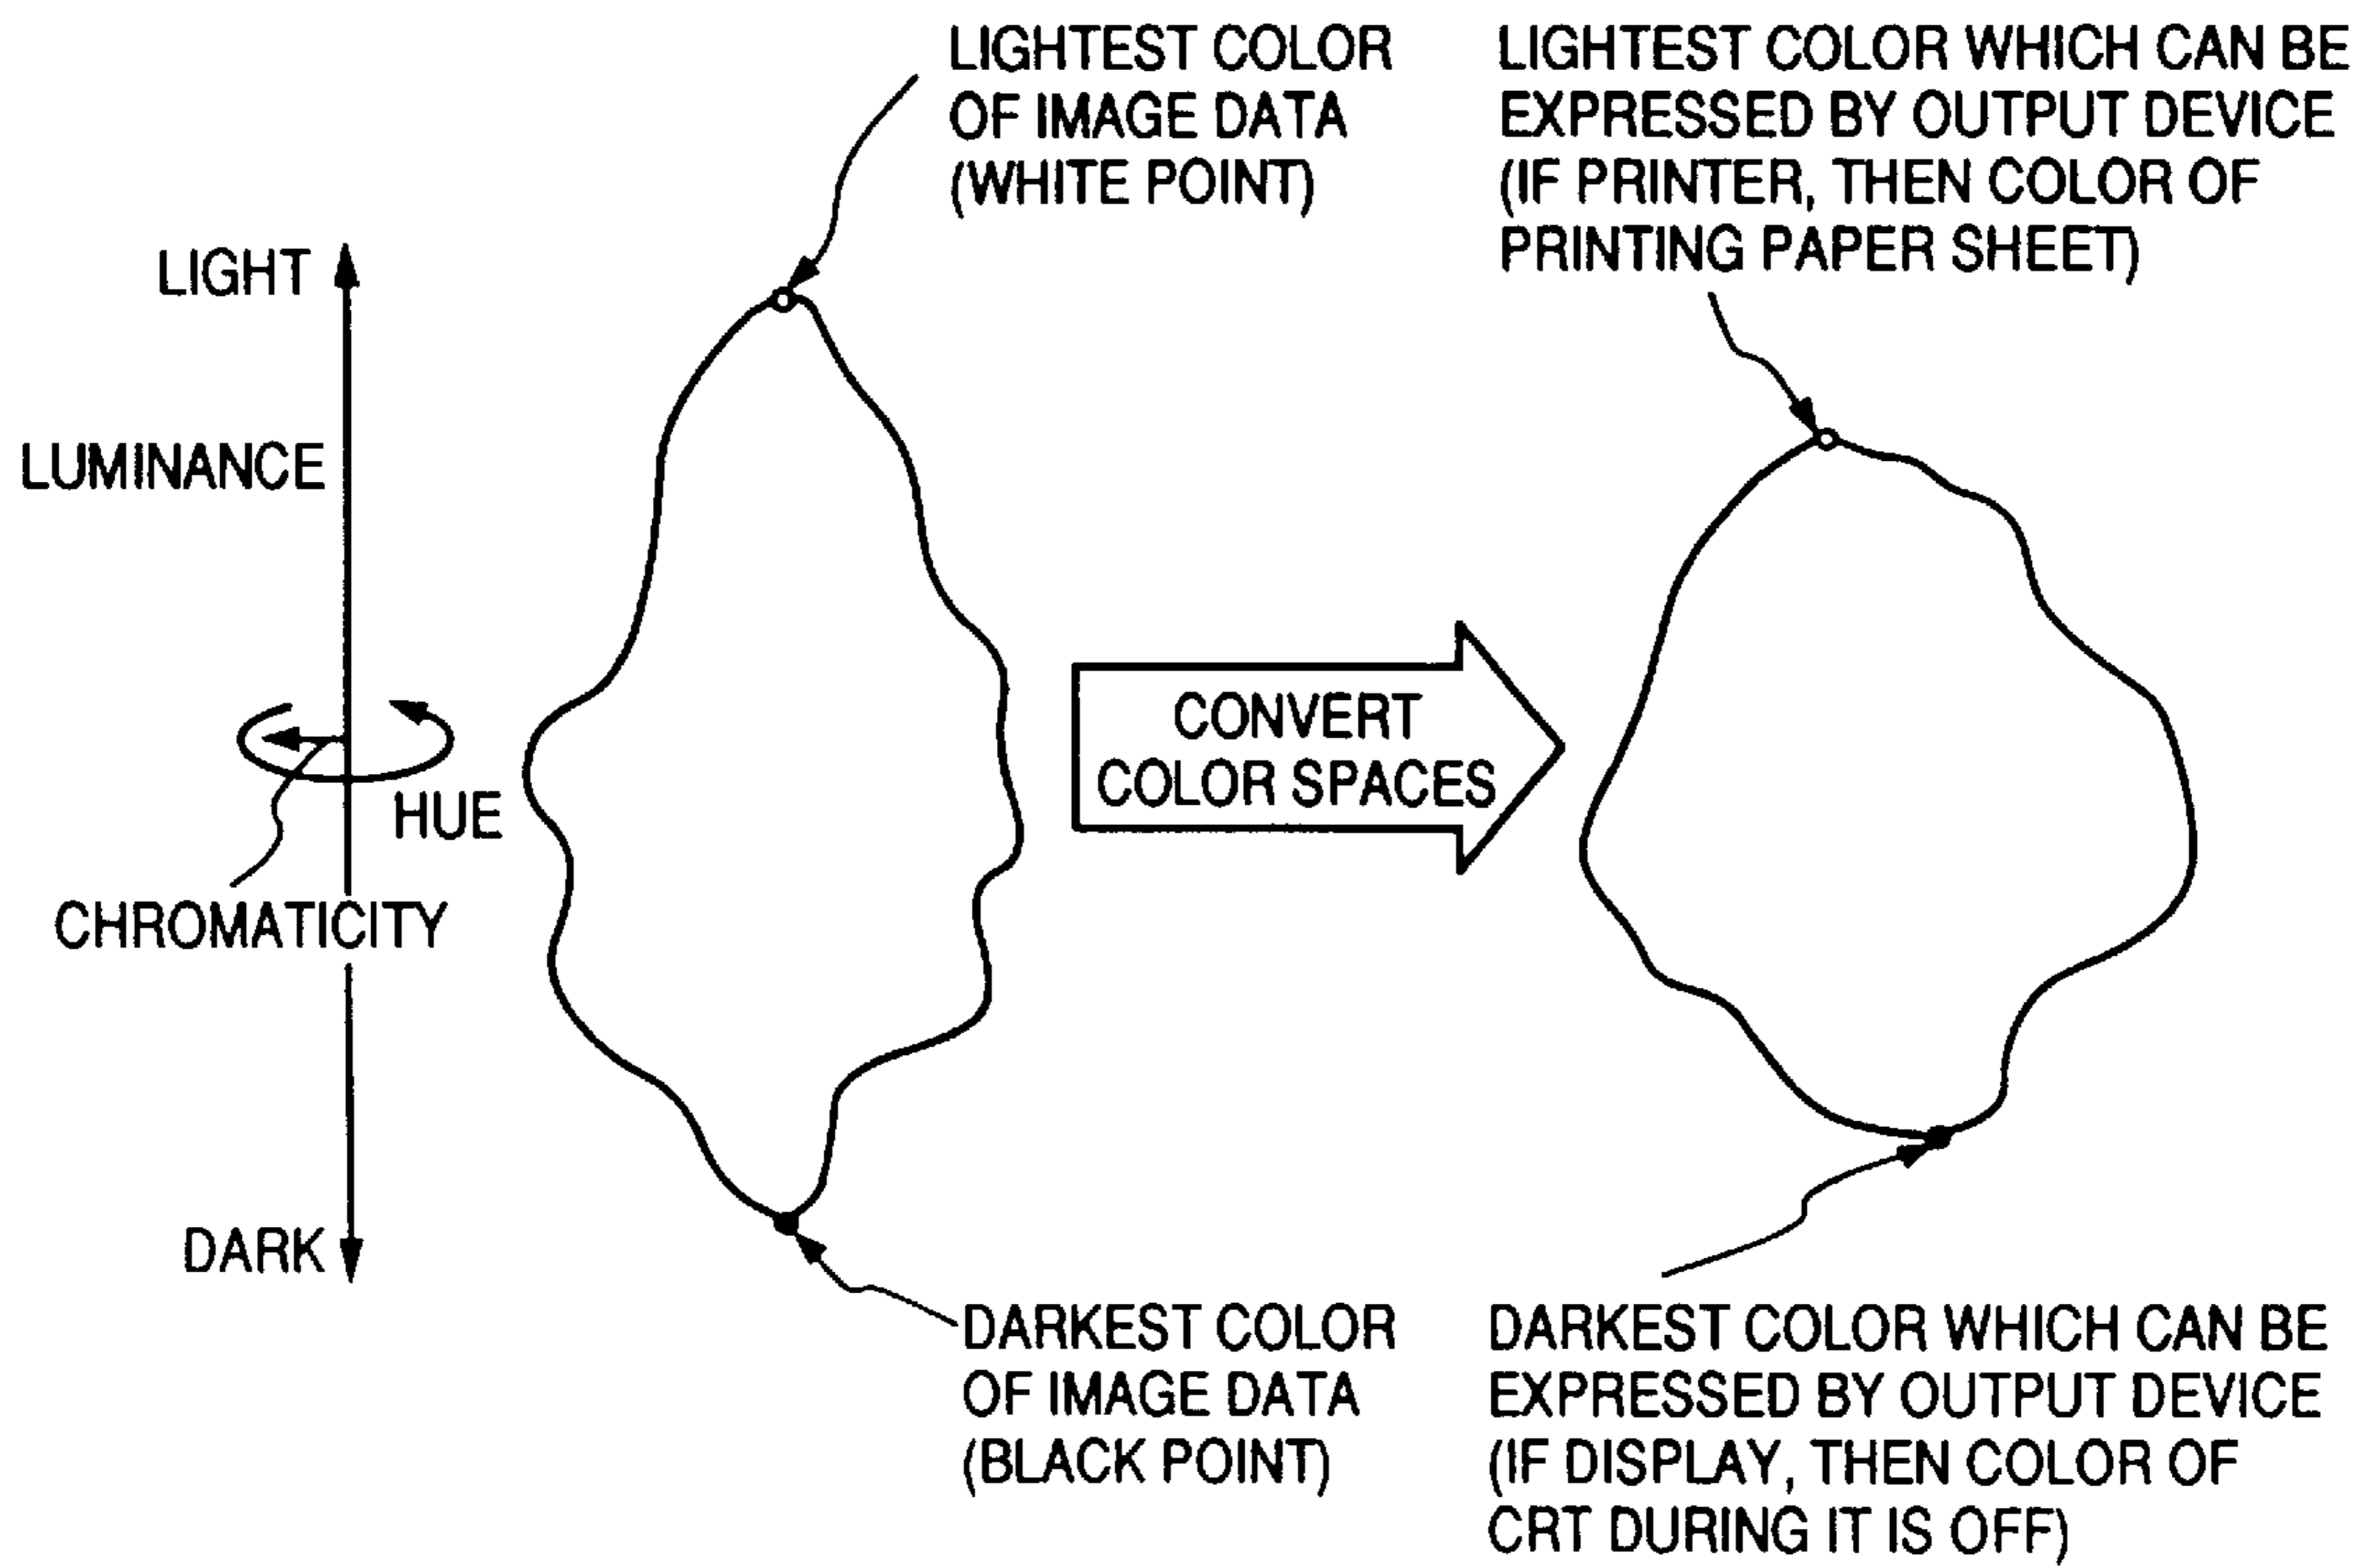 LIGHTEST COLOR
OF IMAGE DATA
(WHITE POINT)
LIGHTEST COLOR WHICH CAN BE
EXPRESSED BY OUTPUT DEVICE
(IF PRINTER, THEN COLOR OF
PRINTING PAPER SHEET)
LIGHT
LUMINANCE
HUE
CHROMATICITY
DARK
CONVERT
COLOR SPACES
DARKEST COLOR
OF IMAGE DATA
(BLACK POINT)
DARKEST COLOR WHICH CAN BE
EXPRESSED BY OUTPUT DEVICE
(IF DISPLAY, THEN COLOR OF
CRT DURING IT IS OFF)